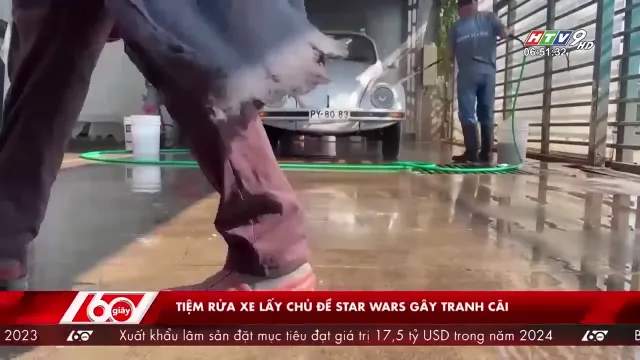 HTV9 HD
06:51:32
PY·80 83
60 giây
TIỆM RỬA XE LẤY CHỦ ĐỀ STAR WARS GÂY TRANH CÃI
2023
Xuất khẩu lâm sản đặt mục tiêu đạt giá trị 17,5 tỷ USD trong năm 2024